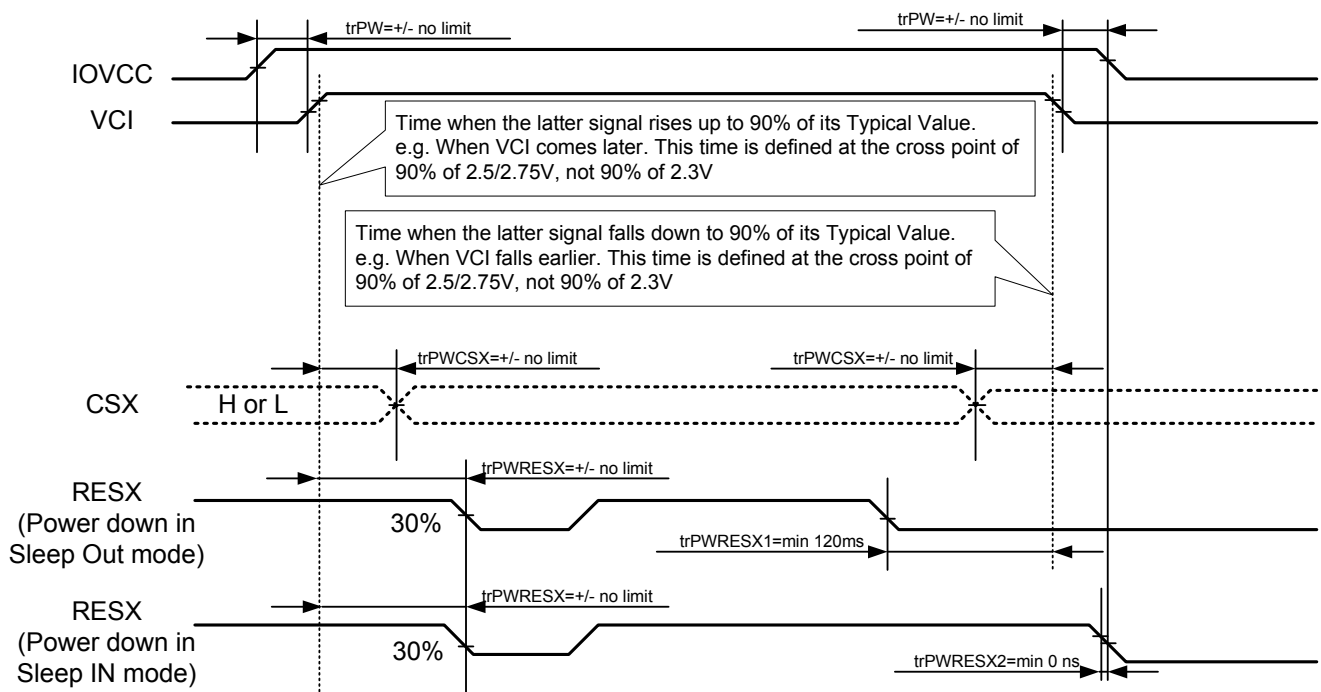 trPW=+/- no limit
trPW=+/- no limit
IOVCC
VCI
Time when the latter signal rises up to 90% of its Typical Value.
e.g. When VCI comes later. This time is defined at the cross point of
90% of 2.5/2.75V, not 90% of 2.3V
Time when the latter signal falls down to 90% of its Typical Value.
e.g. When VCI falls earlier. This time is defined at the cross point of
90% of 2.5/2.75V, not 90% of 2.3V
trPWCSX=+/- no limit
trPWCSX=+/- no limit
CSX
H or L
trPWRESX=+/- no limit
RESX
(Power down in
Sleep Out mode)
30%
trPWRESX1=min 120ms
trPWRESX=+/- no limit
RESX
(Power down in
Sleep IN mode)
30%
trPWRESX2=min 0 ns